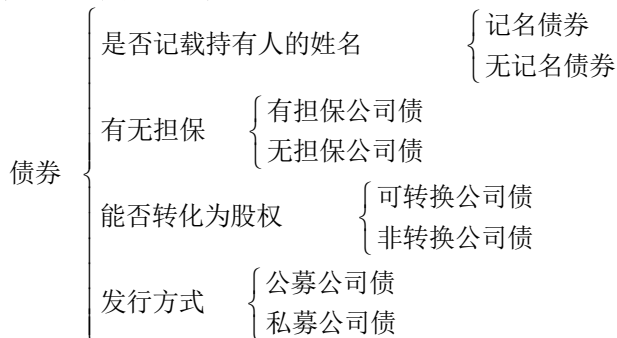 债券
是否记载持有人的姓名
记名债券
无记名债券
有无担保
有担保公司债
无担保公司债
能否转化为股权
可转换公司债
非转换公司债
发行方式
公募公司债
私募公司债